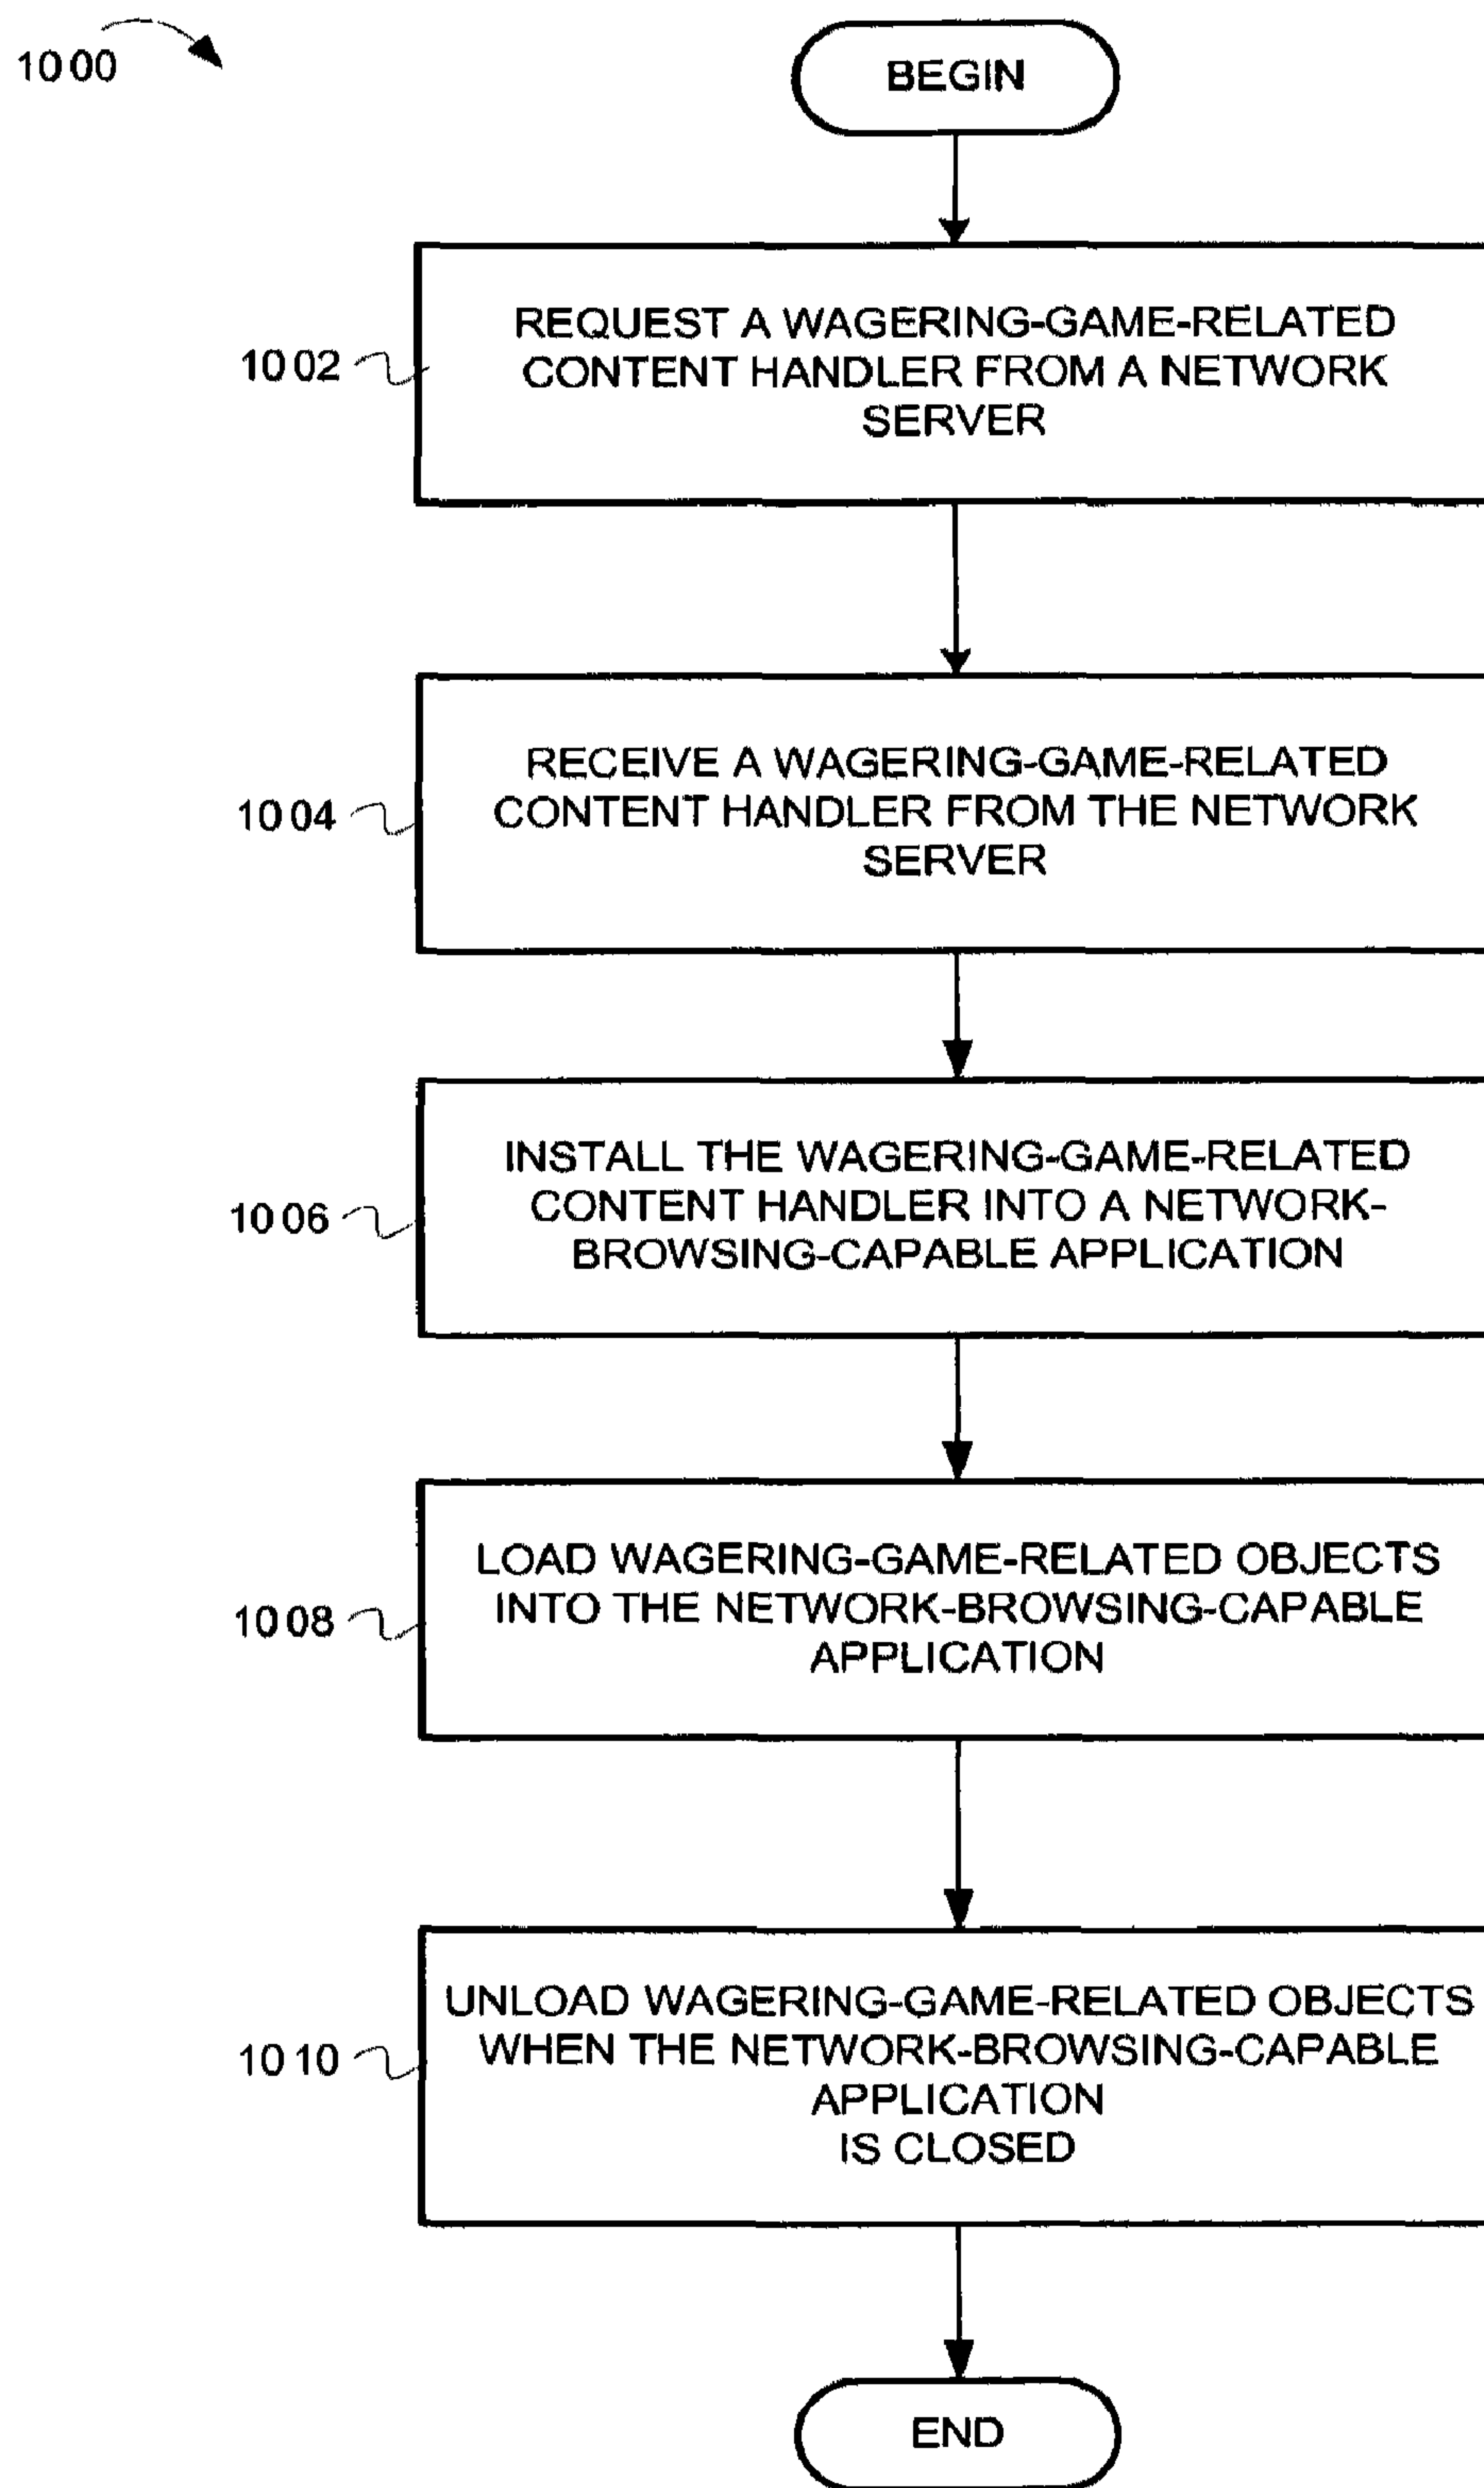 1000
BEGIN
1002
REQUEST A WAGERING-GAME-RELATED
CONTENT HANDLER FROM A NETWORK
SERVER
1004
RECEIVE A WAGERING-GAME-RELATED
CONTENT HANDLER FROM THE NETWORK
SERVER
1006
INSTALL THE WAGERING-GAME-RELATED
CONTENT HANDLER INTO A NETWORK-
BROWSING-CAPABLE APPLICATION
1008
LOAD WAGERING-GAME-RELATED OBJECTS
INTO THE NETWORK-BROWSING-CAPABLE
APPLICATION
1010
UNLOAD WAGERING-GAME-RELATED OBJECTS
WHEN THE NETWORK-BROWSING-CAPABLE
APPLICATION
IS CLOSED
END